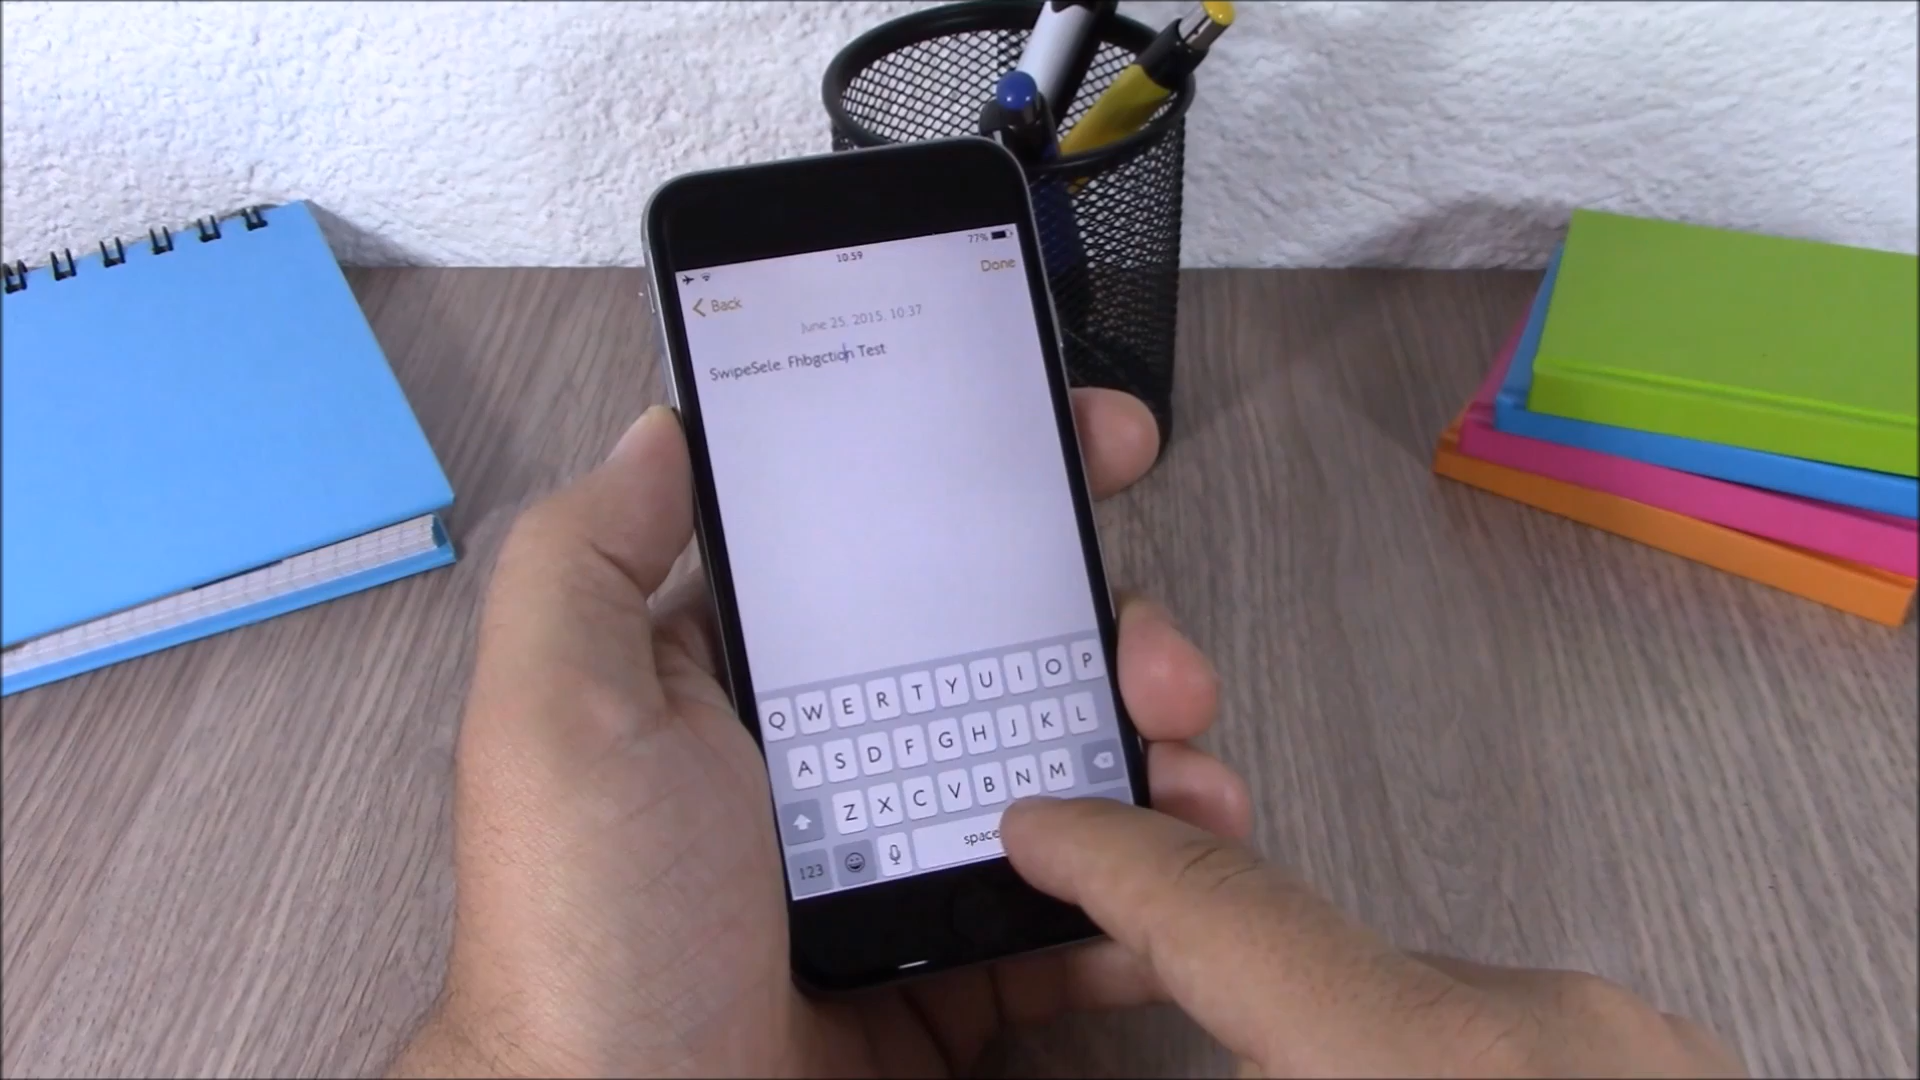 10:59
77%
Back
Done
June 25, 2015, 10:37
SwipeSele. Fhbgction Test
Q W E R T Y U I O P
A S D F G H J K L
Z X C V B N M
123
space